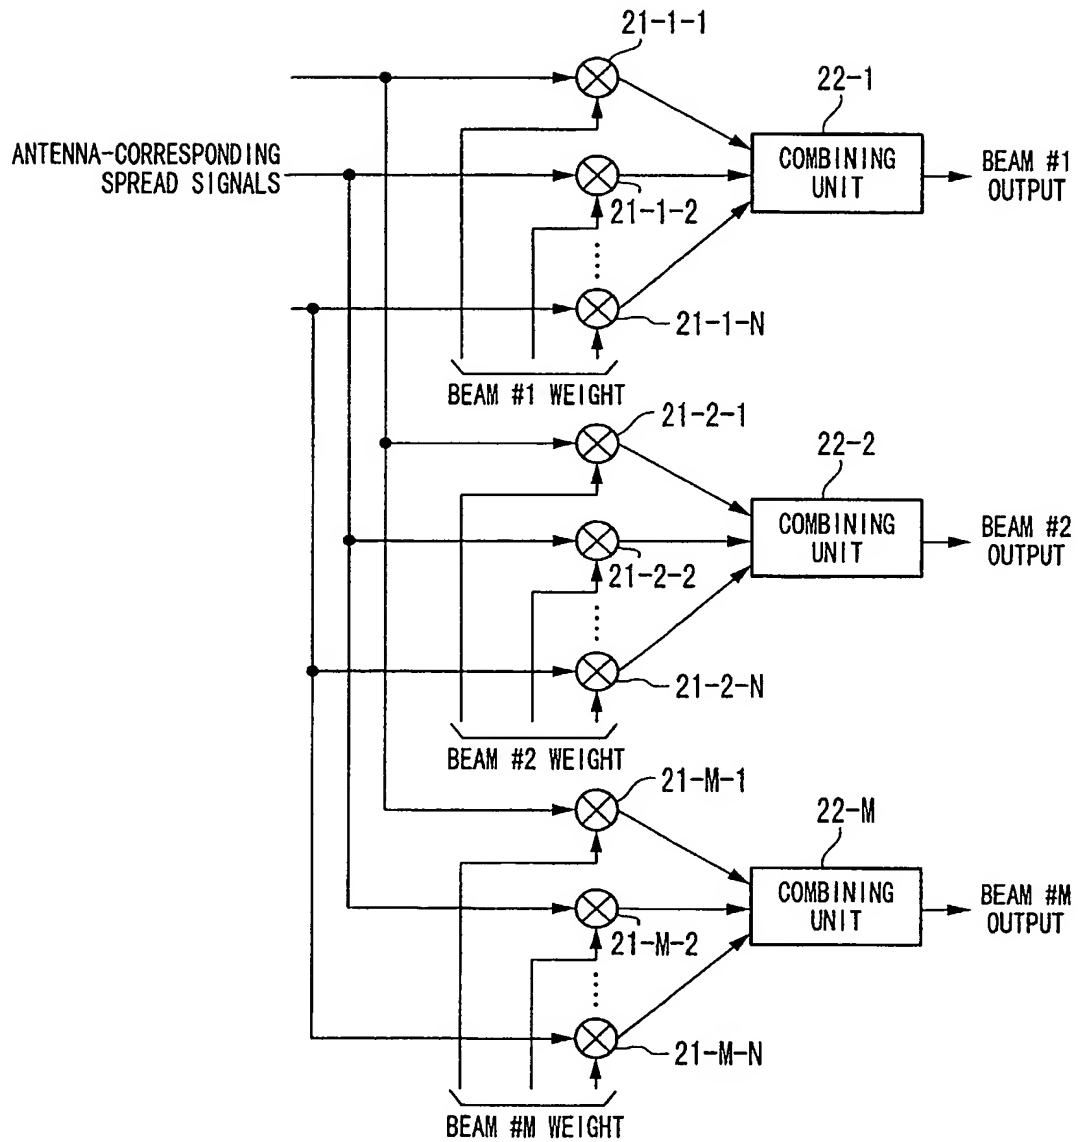 21-1-1
22-1
ANTENNA-CORRESPONDING
SPREAD SIGNALS
COMBINING
UNIT
BEAM #1
OUTPUT
21-1-2
21-1-N
BEAM #1 WEIGHT
21-2-1
22-2
COMBINING
UNIT
BEAM #2
OUTPUT
21-2-2
21-2-N
BEAM #2 WEIGHT
21-M-1
22-M
COMBINING
UNIT
BEAM #M
OUTPUT
21-M-2
21-M-N
BEAM #M WEIGHT